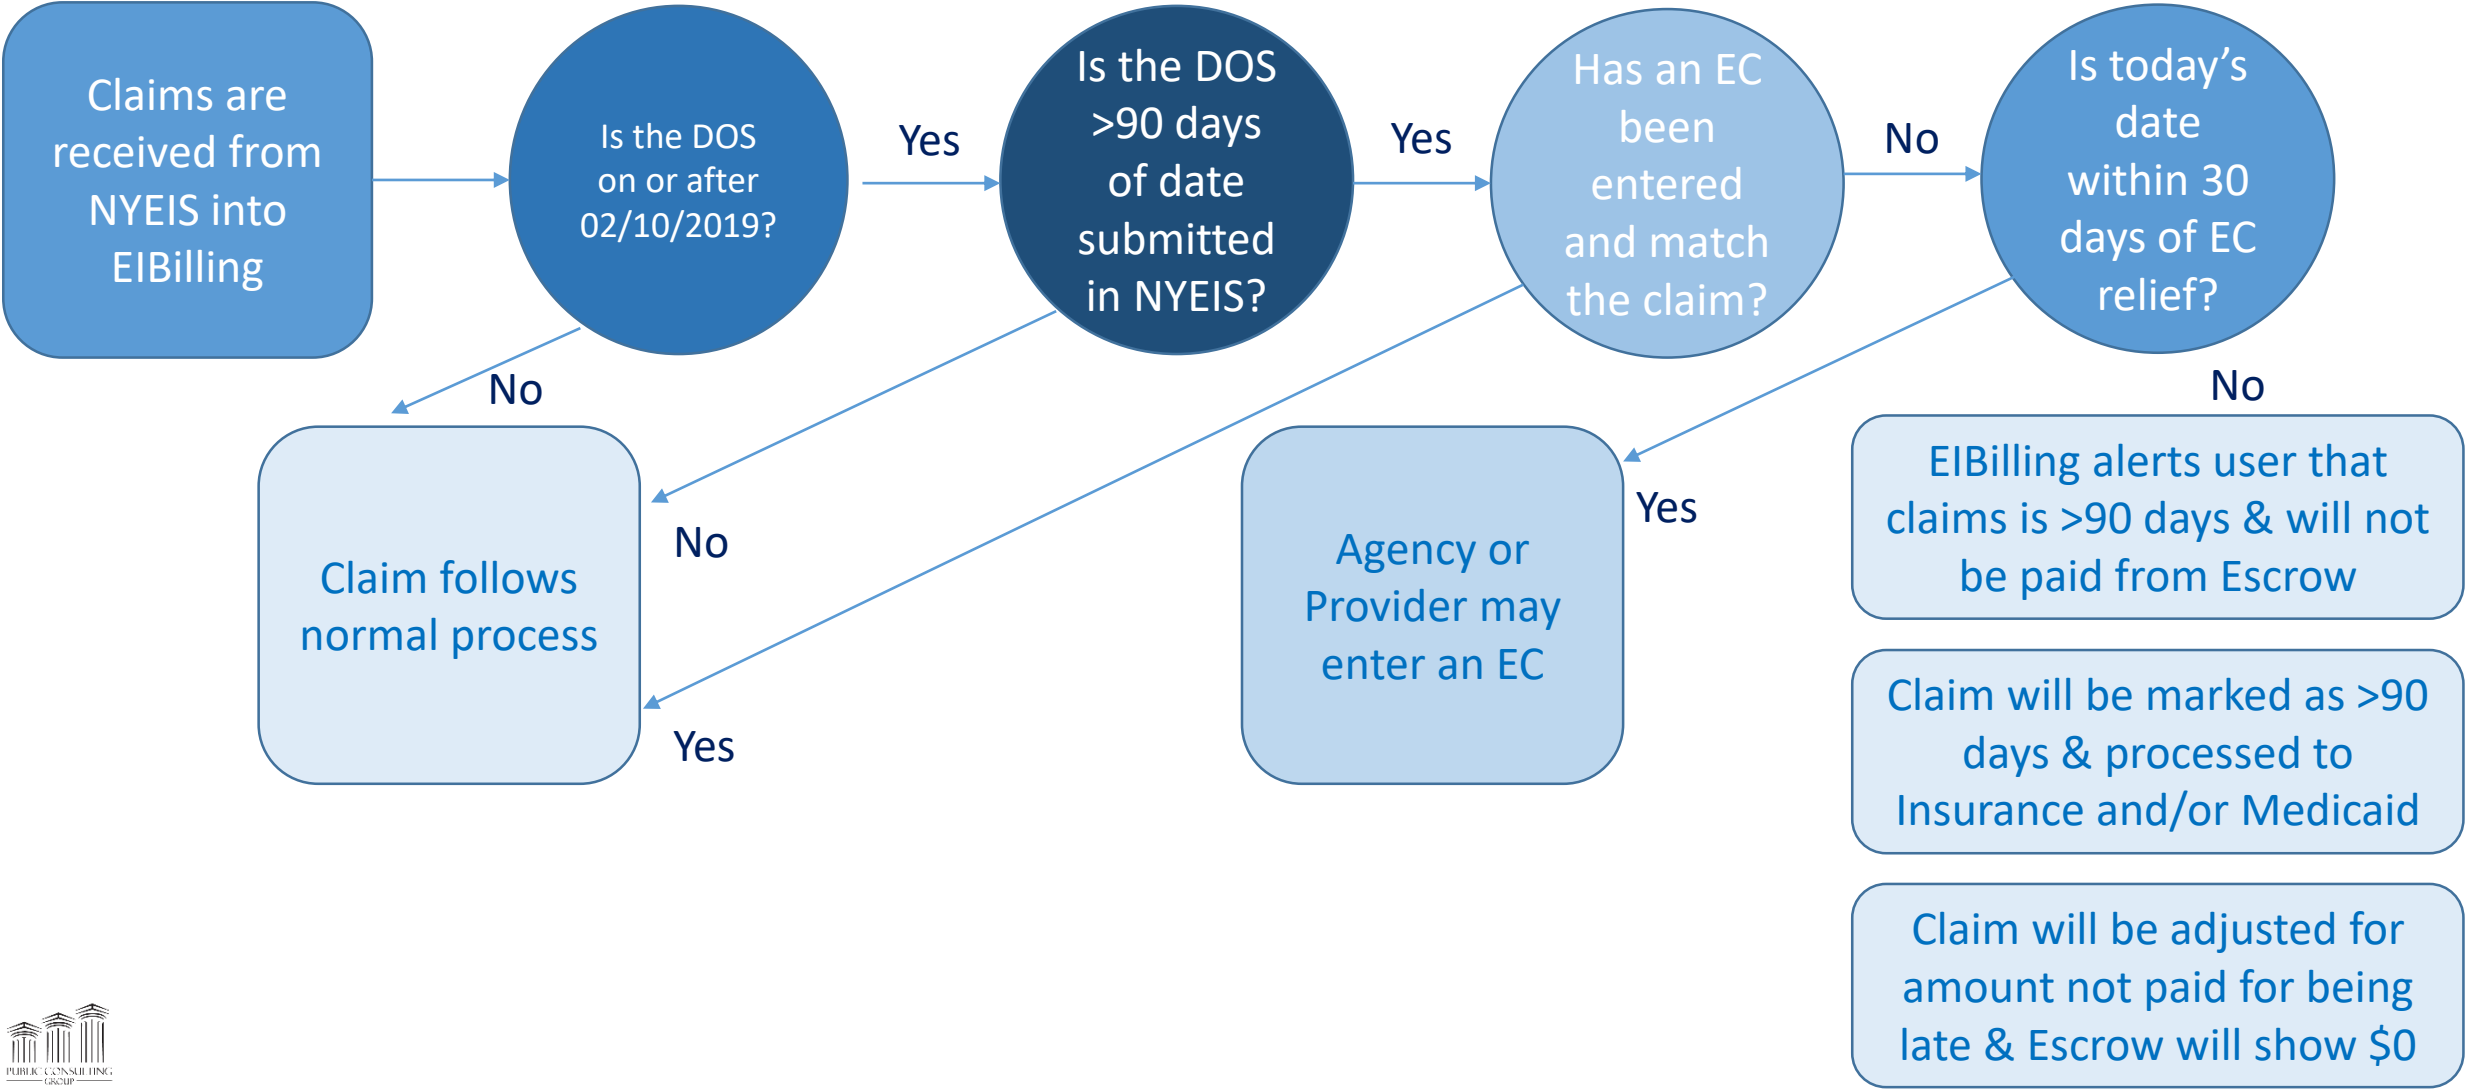 Claims are
received from
NYEIS into
EIBilling
Is the DOS
on or after
02/10/2019?
Yes
Is the DOS
>90 days
of date
submitted
in NYEIS?
Yes
Has an EC
been
entered
and match
the claim?
No
Is today's
date
within 30
days of EC
relief?
No
No
Yes
No
Yes
Claim follows
normal process
Agency or
Provider may
enter an EC
EIBilling alerts user that
claims is >90 days & will not
be paid from Escrow
Claim will be marked as >90
days & processed to
Insurance and/or Medicaid
Claim will be adjusted for
amount not paid for being
late & Escrow will show $0
PUBLIC CONSULTING
GROUP